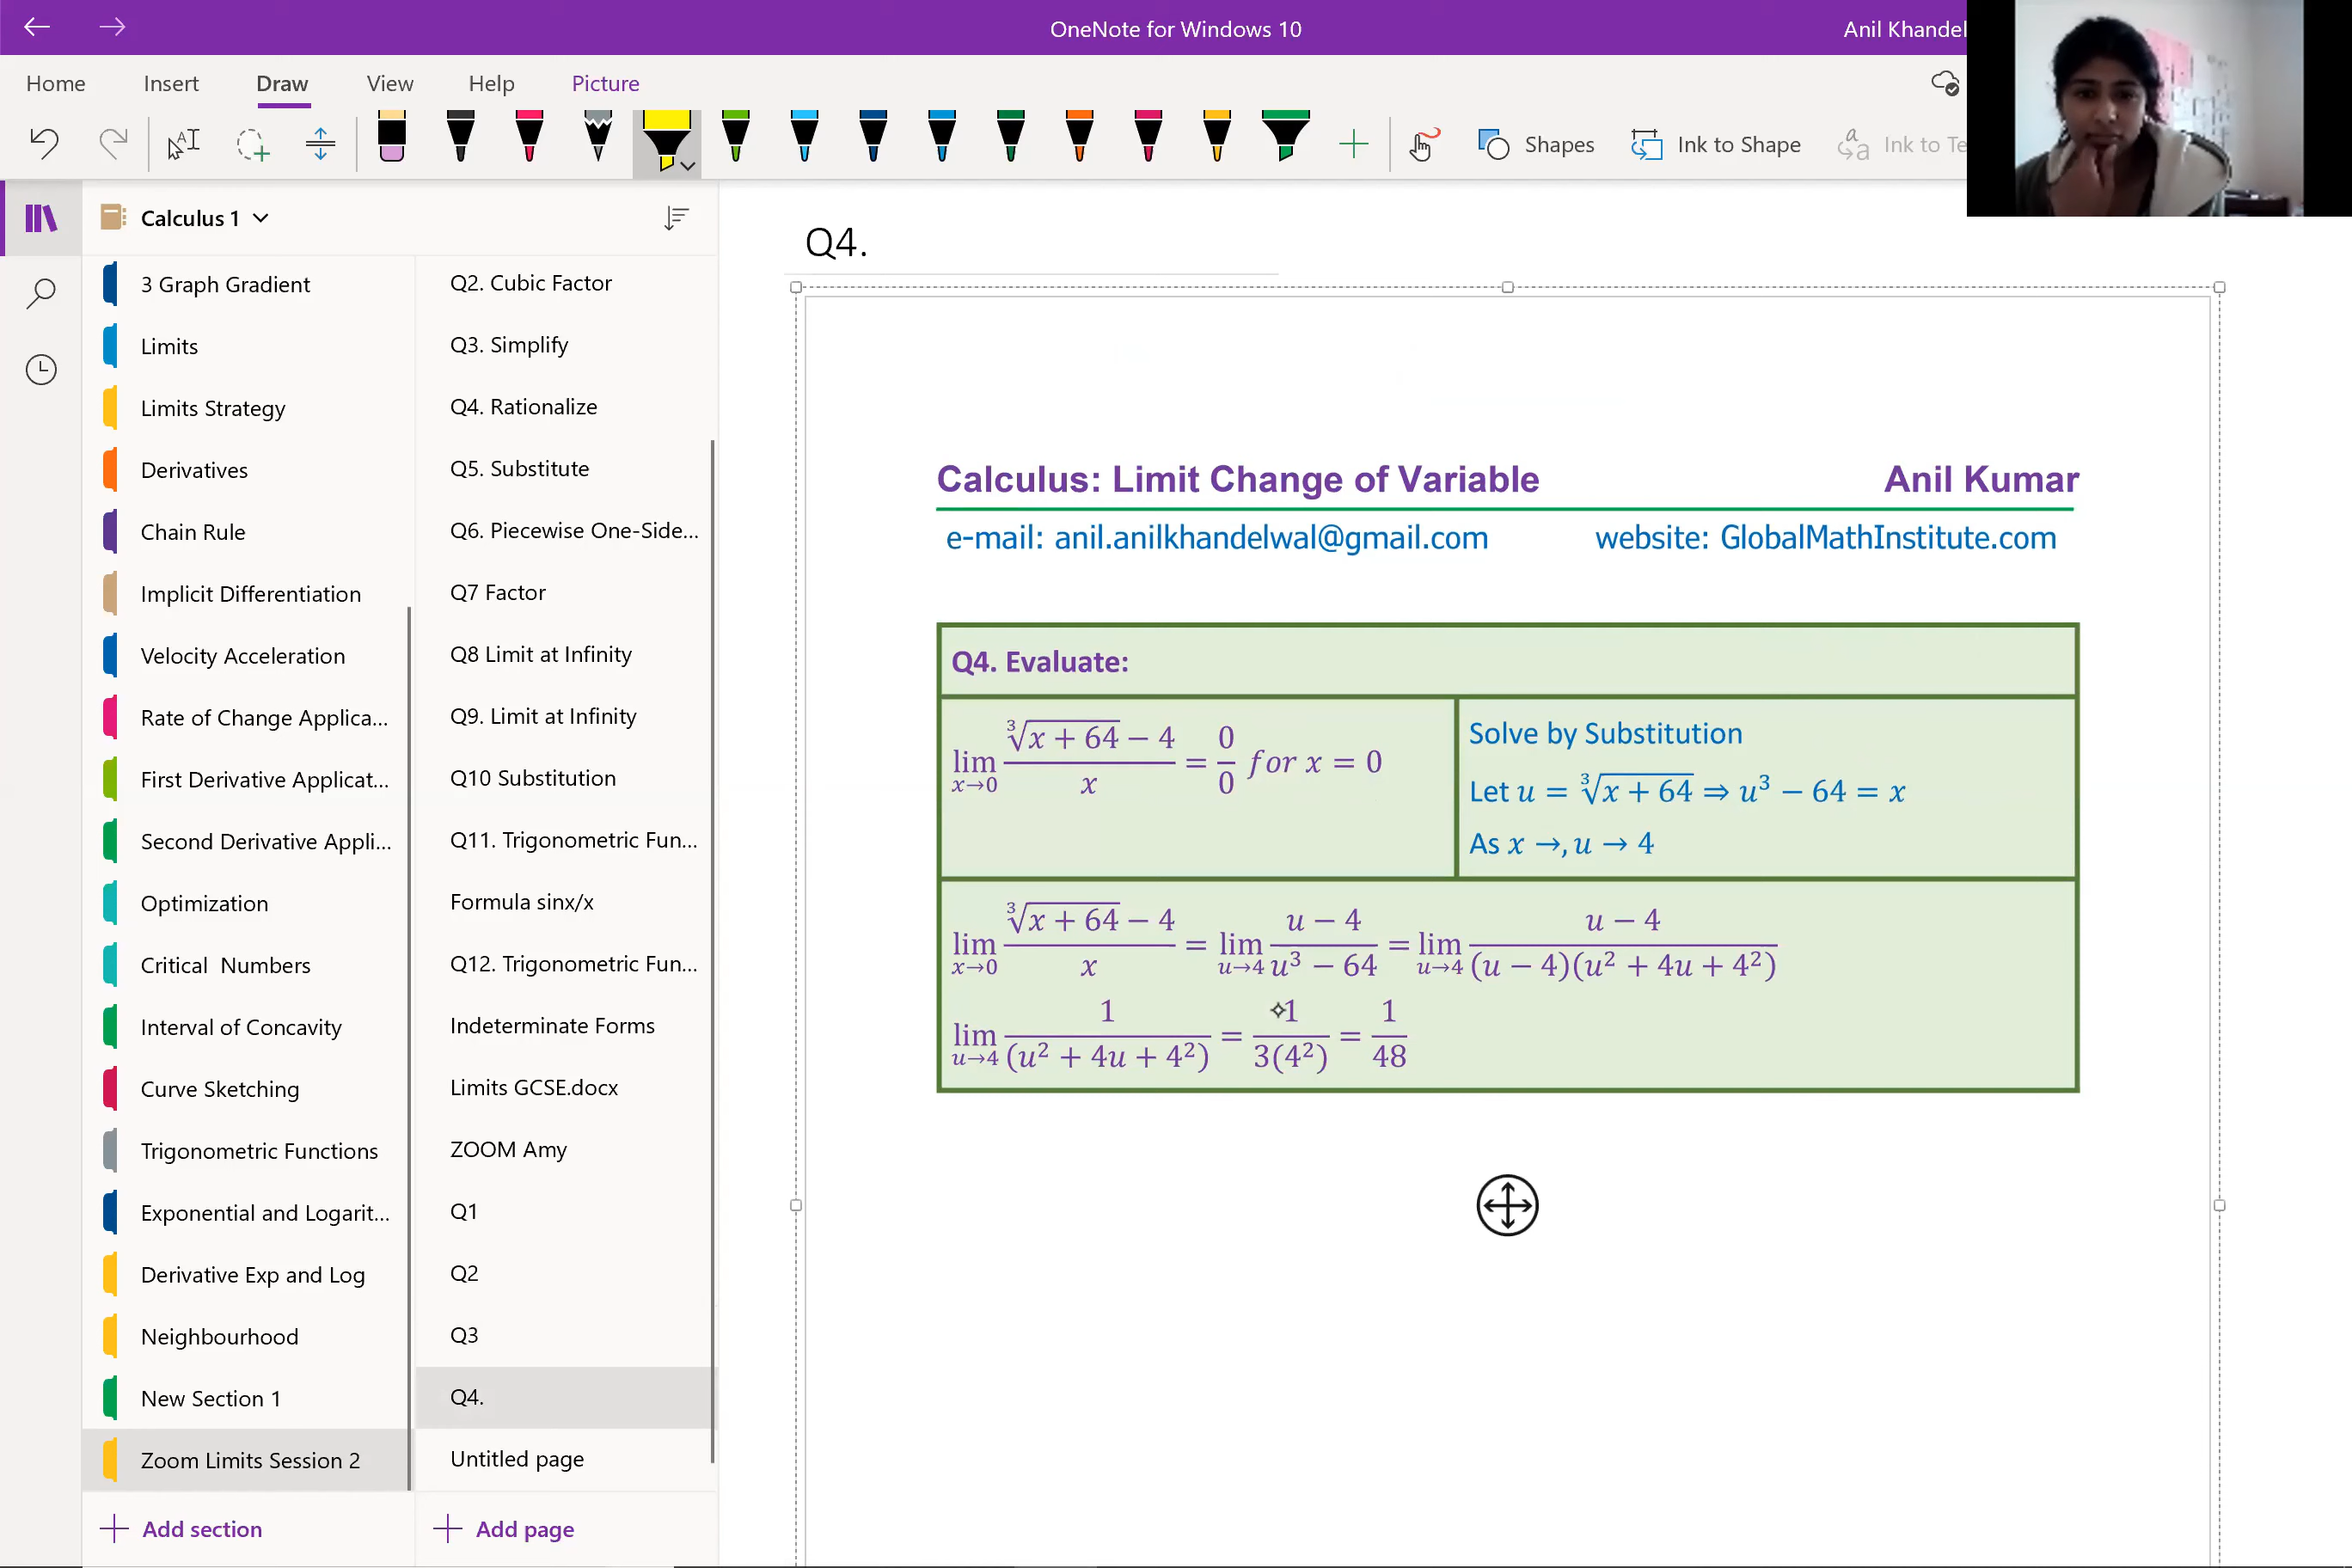 OneNote for Windows 10
Anil Khandel
Home Insert Draw View Help Picture
Shapes Ink to Shape Ink to Te
Calculus 1
3 Graph Gradient
Limits
Limits Strategy
Derivatives
Chain Rule
Implicit Differentiation
Velocity Acceleration
Rate of Change Applica...
First Derivative Applicat...
Second Derivative Appli...
Optimization
Critical Numbers
Interval of Concavity
Curve Sketching
Trigonometric Functions
Exponential and Logarit...
Derivative Exp and Log
Neighbourhood
New Section 1
Zoom Limits Session 2
Add section
Q2. Cubic Factor
Q3. Simplify
Q4. Rationalize
Q5. Substitute
Q6. Piecewise One-Side...
Q7 Factor
Q8 Limit at Infinity
Q9. Limit at Infinity
Q10 Substitution
Q11. Trigonometric Fun...
Formula sinx/x
Q12. Trigonometric Fun...
Indeterminate Forms
Limits GCSE.docx
ZOOM Amy
Q1
Q2
Q3
Q4.
Untitled page
Add page
Q4.
Calculus: Limit Change of Variable Anil Kumar
e-mail: anil.anilkhandelwal@gmail.com website: GlobalMathInstitute.com
Q4. Evaluate:
lim x→0 (∛(x + 64) − 4)/x = 0/0 for x = 0
Solve by Substitution
Let u = ∛(x + 64) ⇒ u³ − 64 = x
As x →, u → 4
lim x→0 (∛(x + 64) − 4)/x = lim u→4 (u − 4)/(u³ − 64) = lim u→4 (u − 4)/((u − 4)(u² + 4u + 4²))
lim u→4 1/(u² + 4u + 4²) = 1/(3(4²)) = 1/48